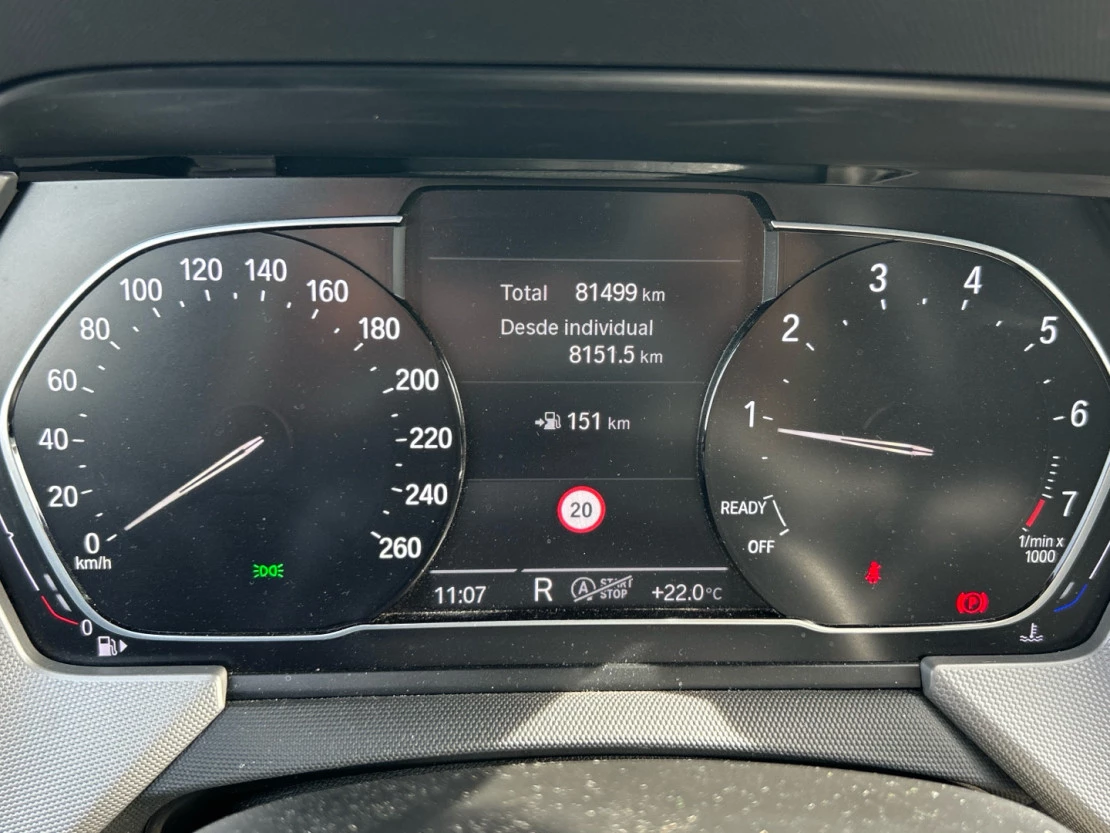 0
20
40
60
80
100
120
140
160
180
200
220
240
260
km/h
0
Total 81499 km
Desde individual
8151.5 km
151 km
20
11:07 R A START STOP +22.0°C
1
2
3
4
5
6
7
1/min x
1000
READY
OFF
P